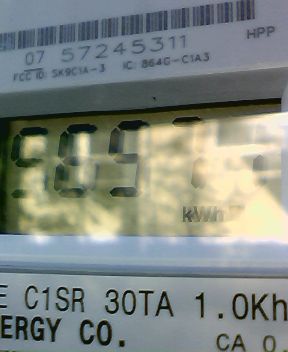 07 57245311
HPP
FCC ID: SK9C1A-3 IC: 864G-C1A3
kWh
E C1SR 30TA 1.0Kh
ERGY CO.
CA 0.